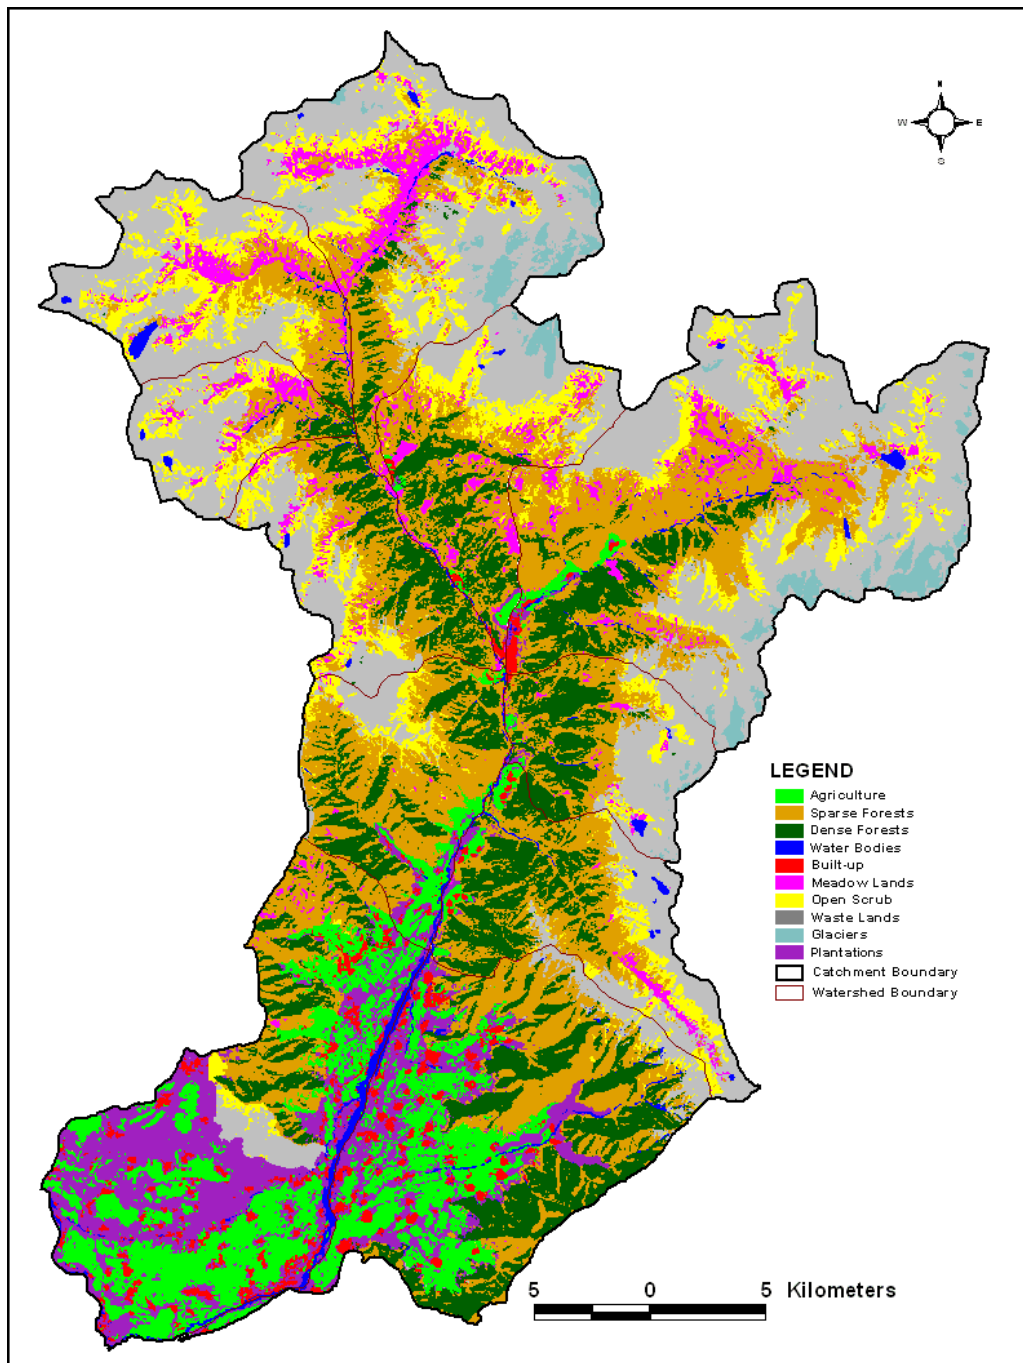 N
W E
S
LEGEND
Agriculture
Sparse Forests
Dense Forests
Water Bodies
Built-up
Meadow Lands
Open Scrub
Waste Lands
Glaciers
Plantations
Catchment Boundary
Watershed Boundary
5 0 5 Kilometers